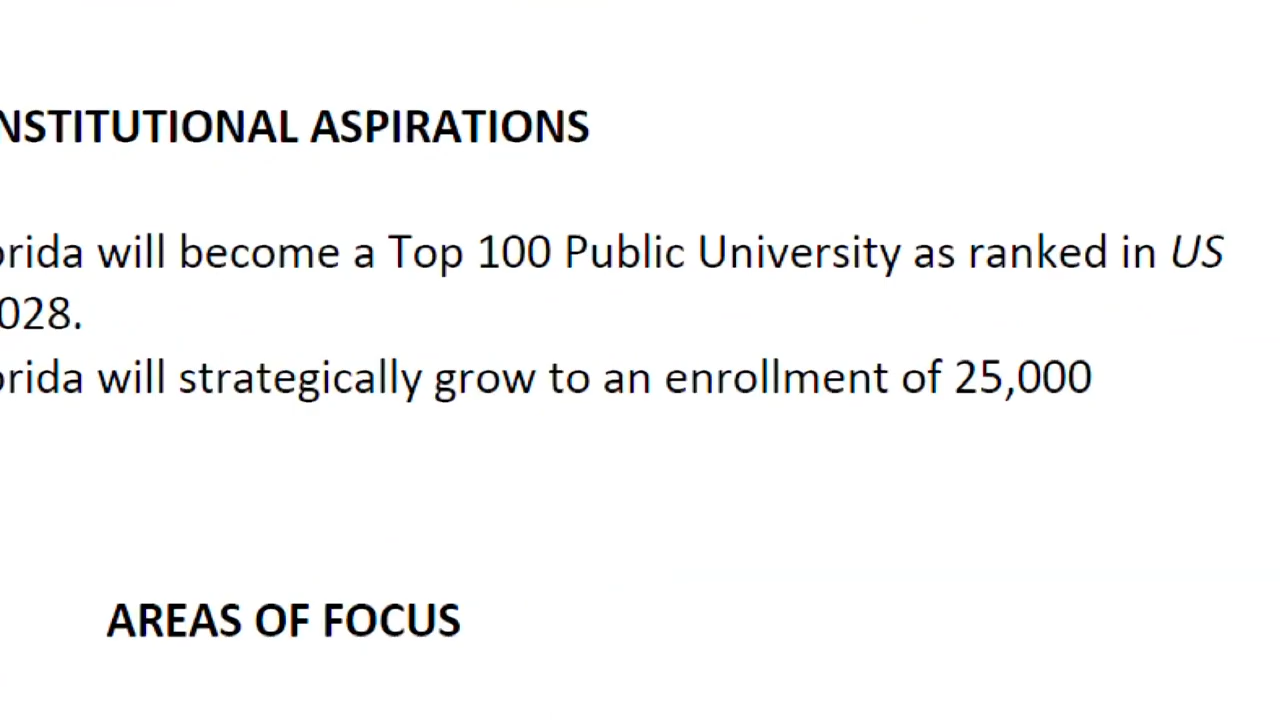 NSTITUTIONAL ASPIRATIONS
orida will become a Top 100 Public University as ranked in US
028.
orida will strategically grow to an enrollment of 25,000
AREAS OF FOCUS